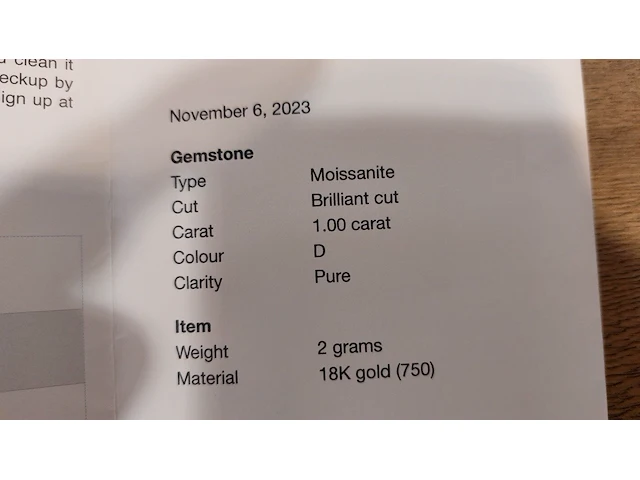 clean it
eckup by
ign up at
November 6, 2023
Gemstone
Type Moissanite
Cut Brilliant cut
Carat 1.00 carat
Colour D
Clarity Pure
Item
Weight 2 grams
Material 18K gold (750)